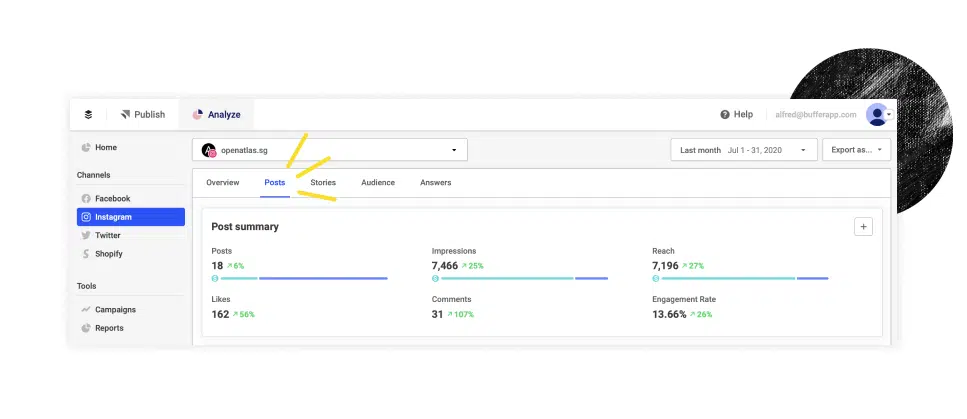 Publish Analyze Help alfred@bufferapp.com
Home openatlas.sg Last month Jul 1 - 31, 2020 Export as...
Channels
Overview Posts Stories Audience Answers
Facebook
Instagram
Twitter
Shopify
Tools
Campaigns
Reports
Post summary
Posts Impressions Reach
18 6% 7,466 25% 7,196 27%
Likes Comments Engagement Rate
162 56% 31 107% 13.66% 26%